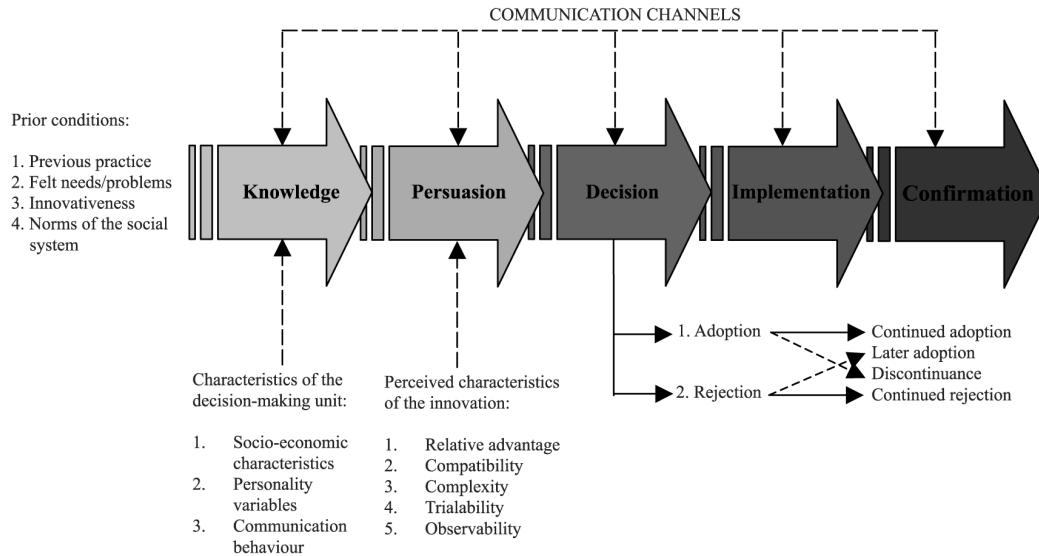 COMMUNICATION CHANNELS
Prior conditions:
1. Previous practice
2. Felt needs/problems
3. Innovativeness
4. Norms of the social
system
Knowledge
Persuasion
Decision
Implementation
Confirmation
1. Adoption
2. Rejection
Continued adoption
Later adoption
Discontinuance
Continued rejection
Characteristics of the
decision-making unit:
1. Socio-economic
characteristics
2. Personality
variables
3. Communication
behaviour
Perceived characteristics
of the innovation:
1. Relative advantage
2. Compatibility
3. Complexity
4. Trialability
5. Observability